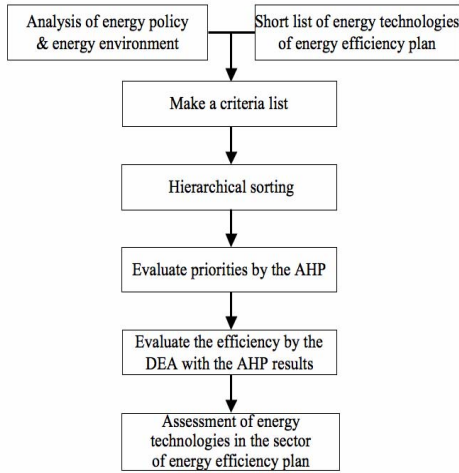 Analysis of energy policy
& energy environment
Short list of energy technologies
of energy efficiency plan
Make a criteria list
Hierarchical sorting
Evaluate priorities by the AHP
Evaluate the efficiency by the
DEA with the AHP results
Assessment of energy
technologies in the sector
of energy efficiency plan